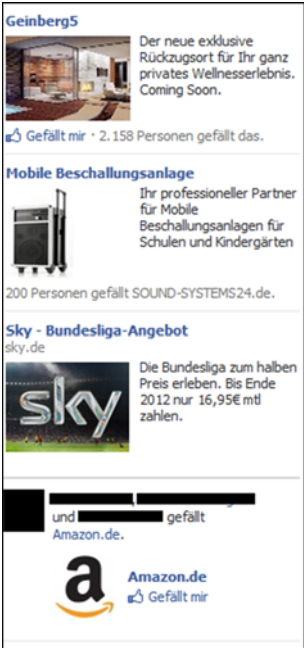 Geinberg5
Der neue exklusive
Rückzugsort für Ihr ganz
privates Wellnesserlebnis.
Coming Soon.
Gefällt mir · 2.158 Personen gefällt das.
Mobile Beschallungsanlage
Ihr professioneller Partner
für Mobile
Beschallungsanlagen für
Schulen und Kindergärten
200 Personen gefällt SOUND-SYSTEMS24.de.
Sky - Bundesliga-Angebot
sky.de
sky
Die Bundesliga zum halben
Preis erleben. Bis Ende
2012 nur 16,95€ mtl
zahlen.
,
und gefällt
Amazon.de.
a
Amazon.de
Gefällt mir